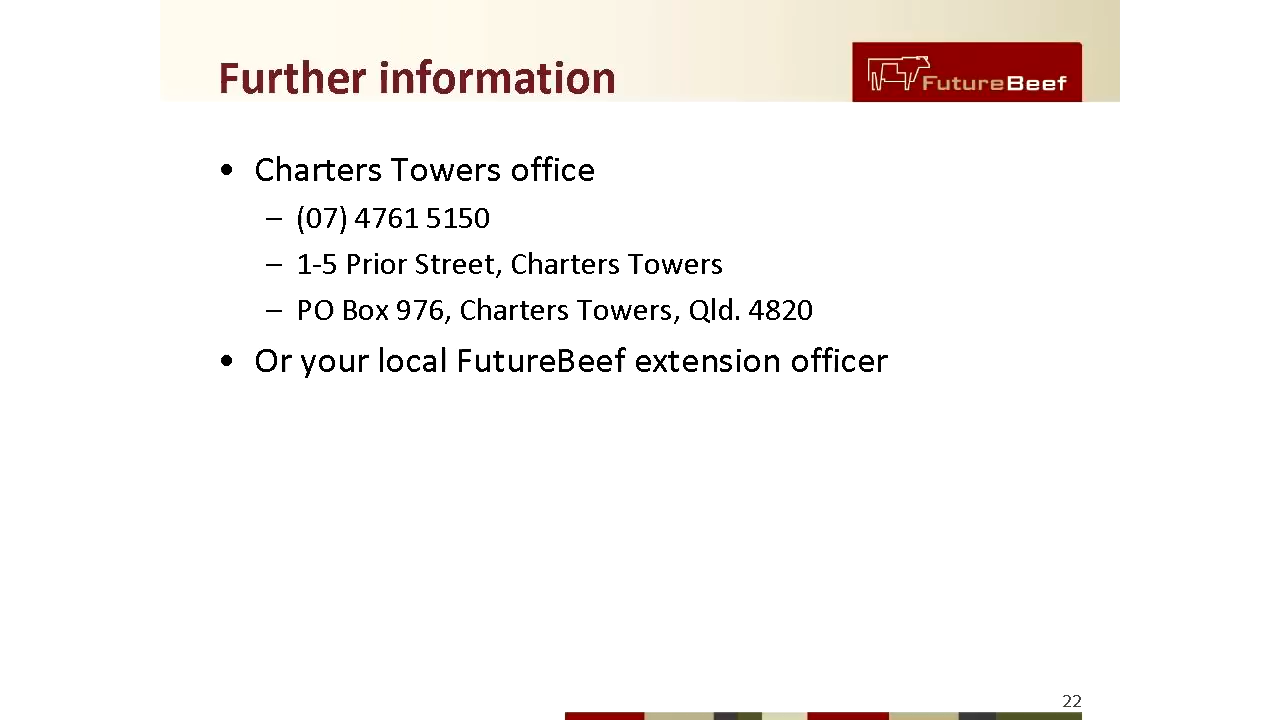 Further information
FutureBeef
• Charters Towers office
– (07) 4761 5150
– 1-5 Prior Street, Charters Towers
– PO Box 976, Charters Towers, Qld. 4820
• Or your local FutureBeef extension officer
22